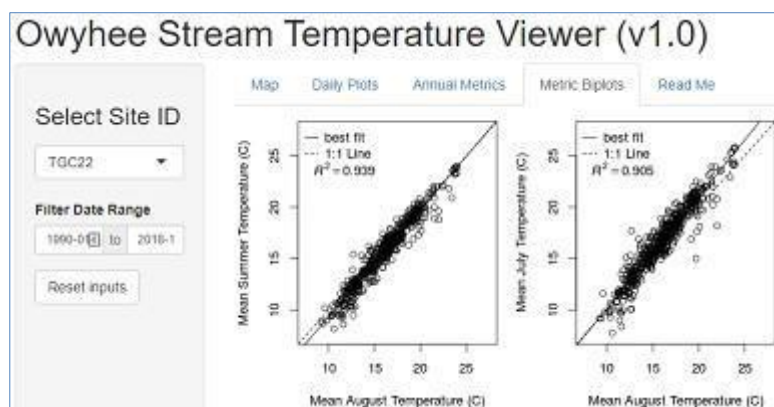 Owyhee Stream Temperature Viewer (v1.0)
Map Daily Plots Annual Metrics Metric Biplots Read Me
Select Site ID
TGC22
Filter Date Range
to 2018-1
Reset inputs
best fit
1:1 Line
R² = 0.939
25
20
15
10
Mean Summer Temperature (C)
10 15 20 25
Mean August Temperature (C)
best fit
1:1 Line
R² = 0.905
25
20
15
10
Mean July Temperature (C)
10 15 20 25
Mean August Temperature (C)